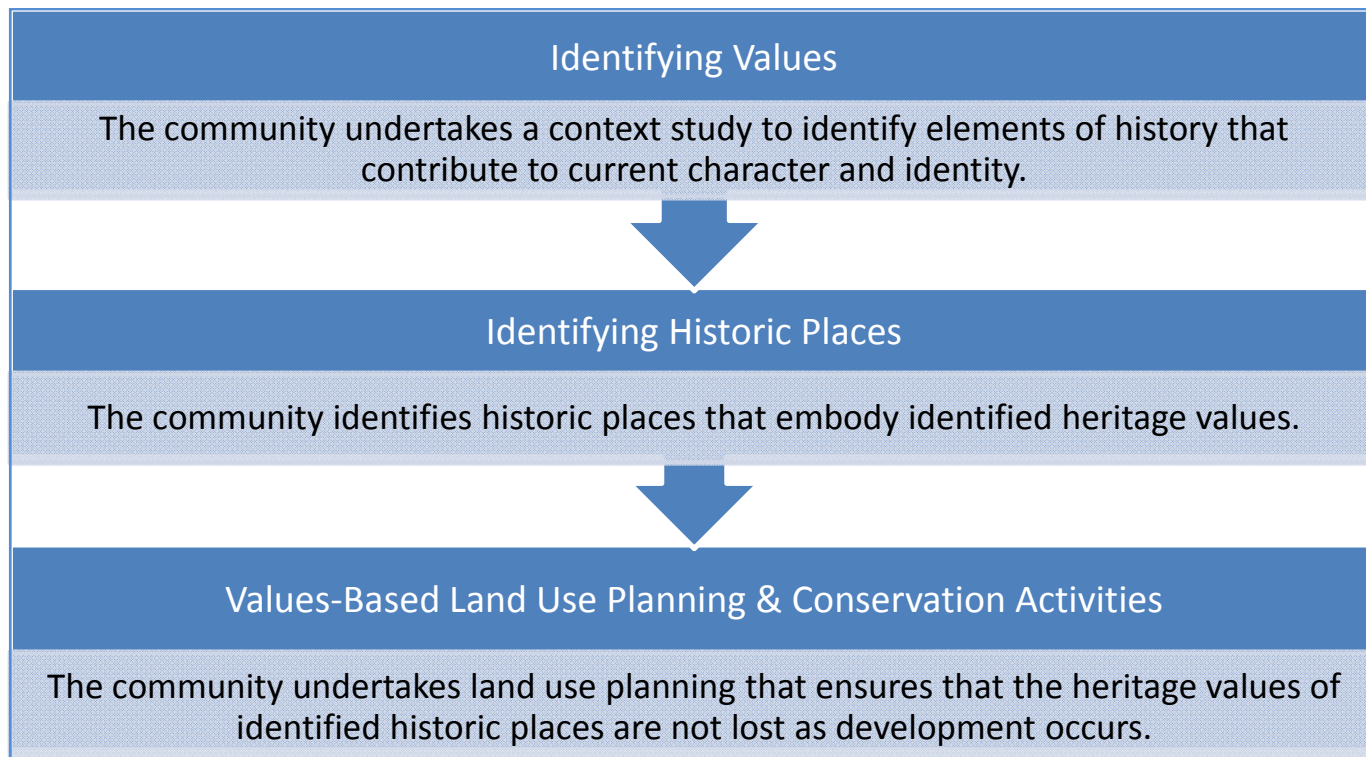 Identifying Values
The community undertakes a context study to identify elements of history that
contribute to current character and identity.
Identifying Historic Places
The community identifies historic places that embody identified heritage values.
Values-Based Land Use Planning & Conservation Activities
The community undertakes land use planning that ensures that the heritage values of
identified historic places are not lost as development occurs.